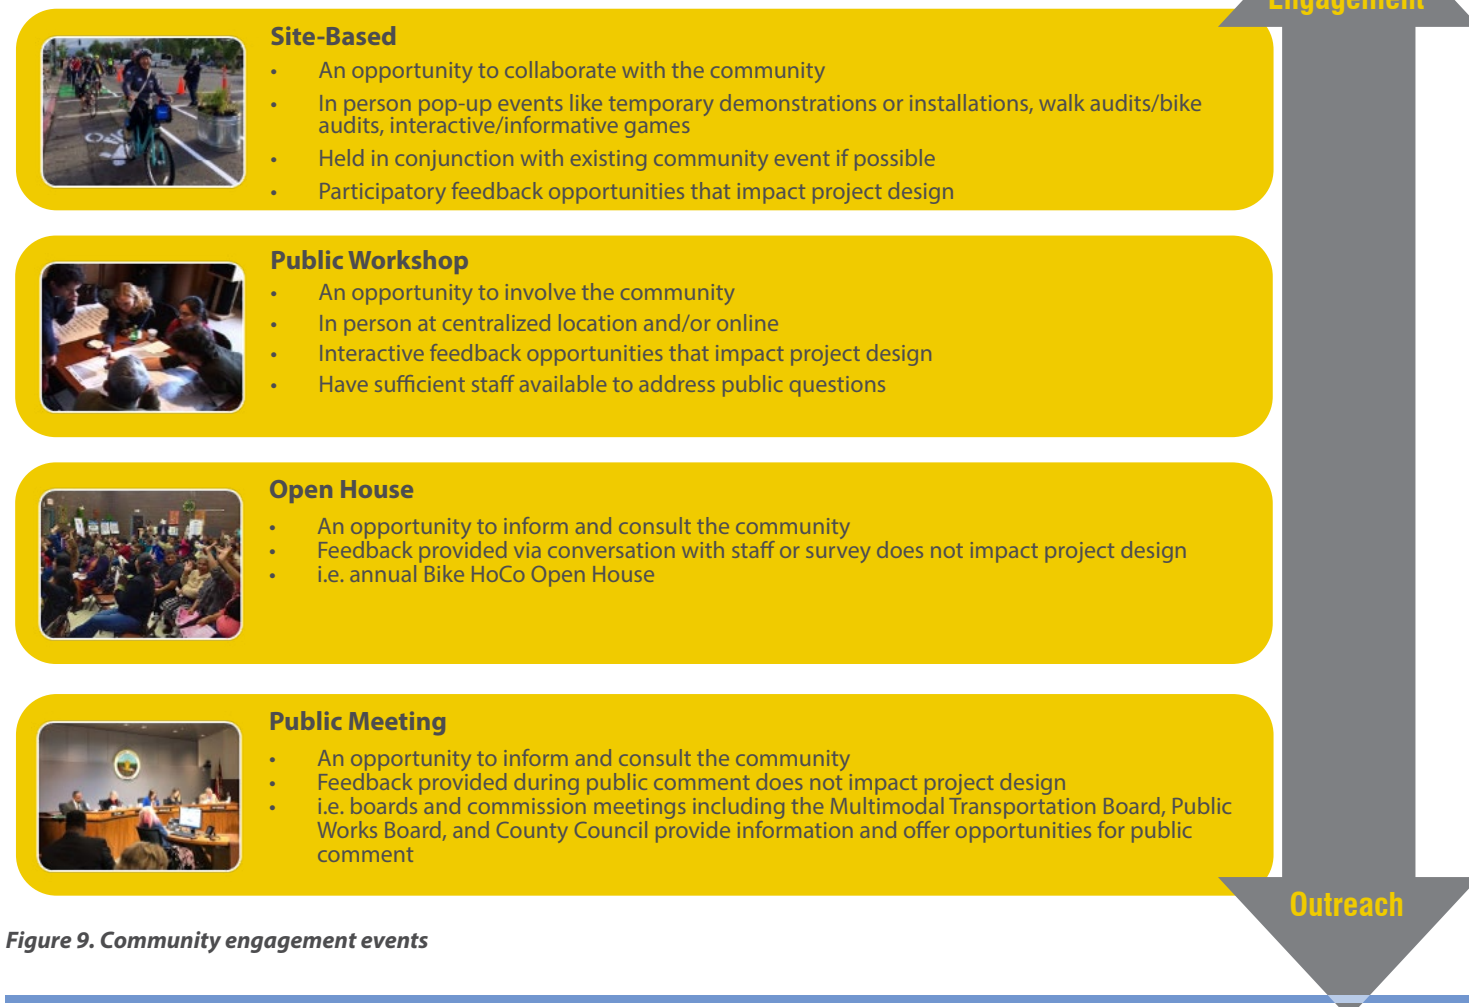 Engagement
Site-Based
• An opportunity to collaborate with the community
• In person pop-up events like temporary demonstrations or installations, walk audits/bike
audits, interactive/informative games
• Held in conjunction with existing community event if possible
• Participatory feedback opportunities that impact project design
Public Workshop
• An opportunity to involve the community
• In person at centralized location and/or online
• Interactive feedback opportunities that impact project design
• Have sufficient staff available to address public questions
Open House
• An opportunity to inform and consult the community
• Feedback provided via conversation with staff or survey does not impact project design
• i.e. annual Bike HoCo Open House
Public Meeting
• An opportunity to inform and consult the community
• Feedback provided during public comment does not impact project design
• i.e. boards and commission meetings including the Multimodal Transportation Board, Public
Works Board, and County Council provide information and offer opportunities for public
comment
Outreach
Figure 9. Community engagement events